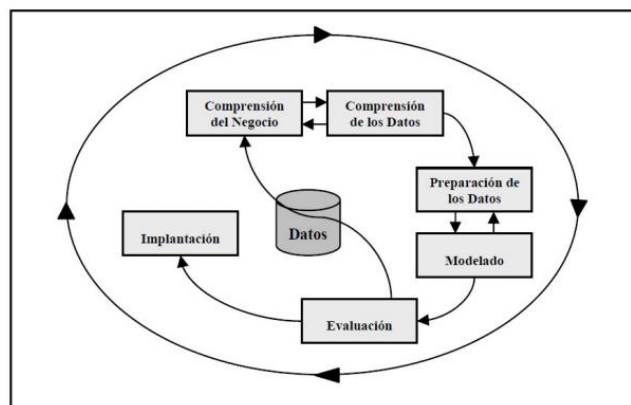 Comprensión
del Negocio
Comprensión
de los Datos
Preparación de
los Datos
Modelado
Datos
Implantación
Evaluación